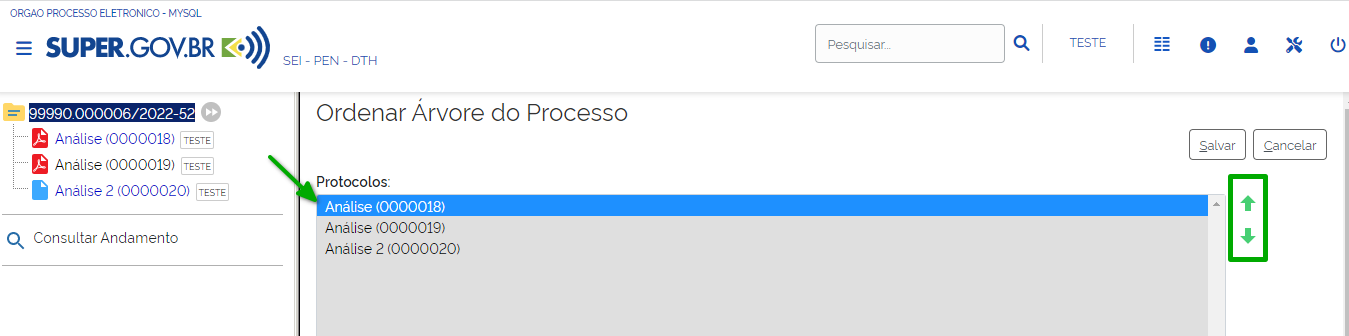 ORGAO PROCESSO ELETRONICO - MYSQL
SUPER.GOV.BR
SEI - PEN - DTH
Pesquisar...
TESTE
99990.000006/2022-52
Análise (0000018) TESTE
Análise (0000019) TESTE
Análise 2 (0000020) TESTE
Consultar Andamento
Ordenar Árvore do Processo
Salvar
Cancelar
Protocolos:
Análise (0000018)
Análise (0000019)
Análise 2 (0000020)